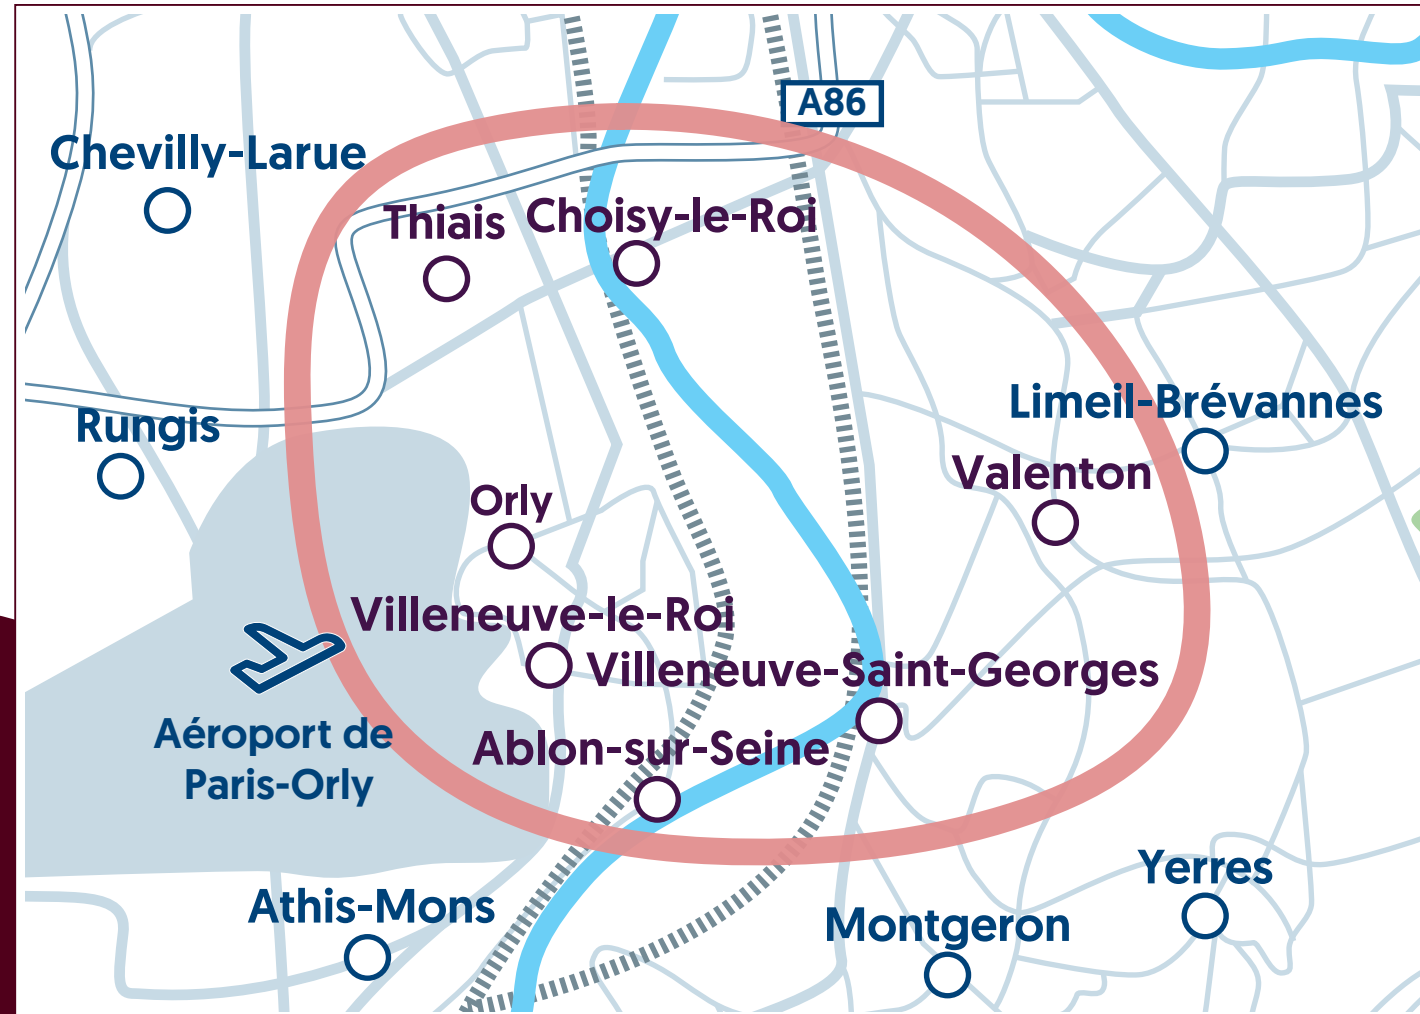 A86
Chevilly-Larue
Thiais
Choisy-le-Roi
Limeil-Brévannes
Rungis
Valenton
Orly
Villeneuve-le-Roi
Villeneuve-Saint-Georges
Aéroport de
Paris-Orly
Ablon-sur-Seine
Yerres
Athis-Mons
Montgeron